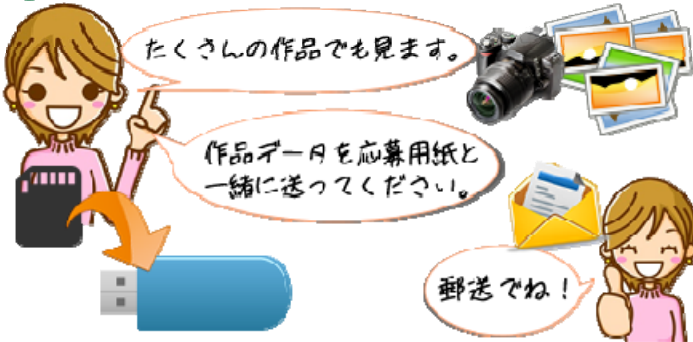 たくさんの作品でも見ます。
作品データを応募用紙と
一緒に送ってください。
郵送でね！